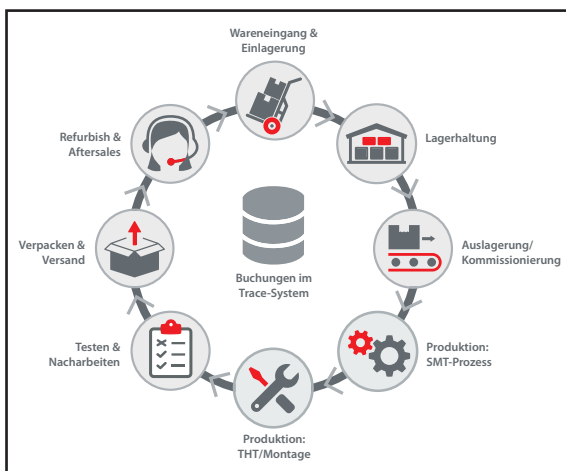 Wareneingang &
Einlagerung
Refurbish &
Aftersales
Lagerhaltung
Verpacken &
Versand
Buchungen im
Trace-System
Auslagerung/
Kommissionierung
Testen &
Nacharbeiten
Produktion:
SMT-Prozess
Produktion:
THT/Montage